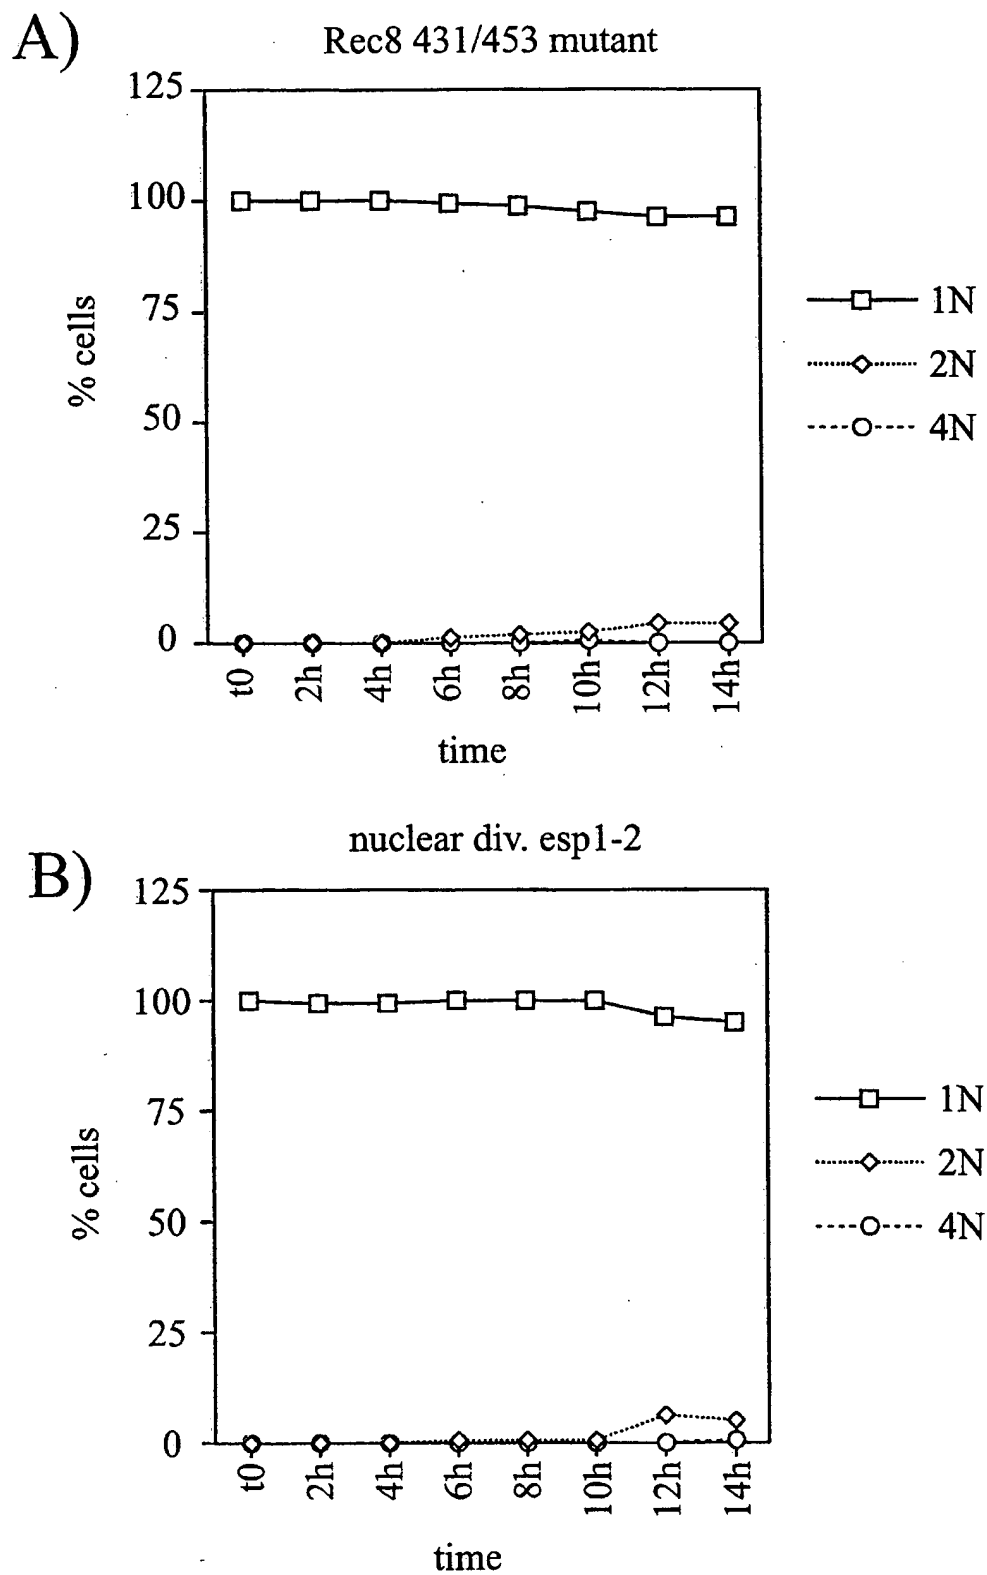 A)
Rec8 431/453 mutant
125
100
75
50
25
0
% cells
t0 2h 4h 6h 8h 10h 12h 14h
time
1N
2N
4N
B)
nuclear div. esp1-2
125
100
75
50
25
0
% cells
t0 2h 4h 6h 8h 10h 12h 14h
time
1N
2N
4N